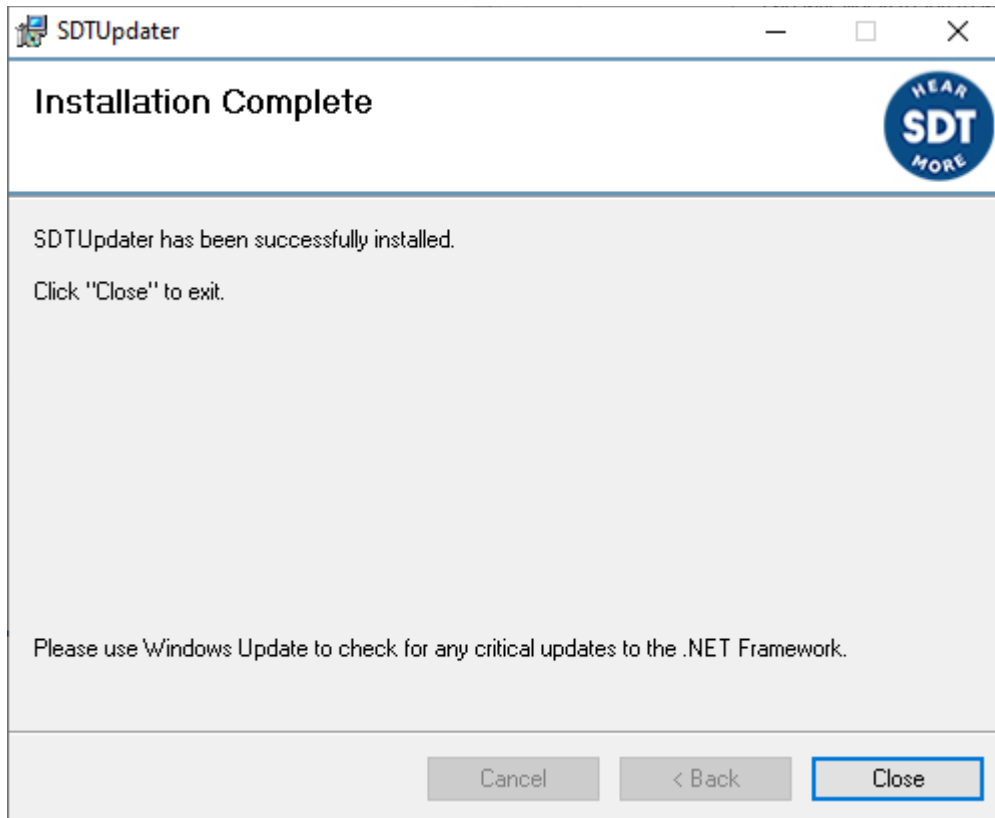 SDTUpdater
Installation Complete
HEAR
SDT
MORE
SDTUpdater has been successfully installed.
Click "Close" to exit.
Please use Windows Update to check for any critical updates to the .NET Framework.
Cancel
< Back
Close